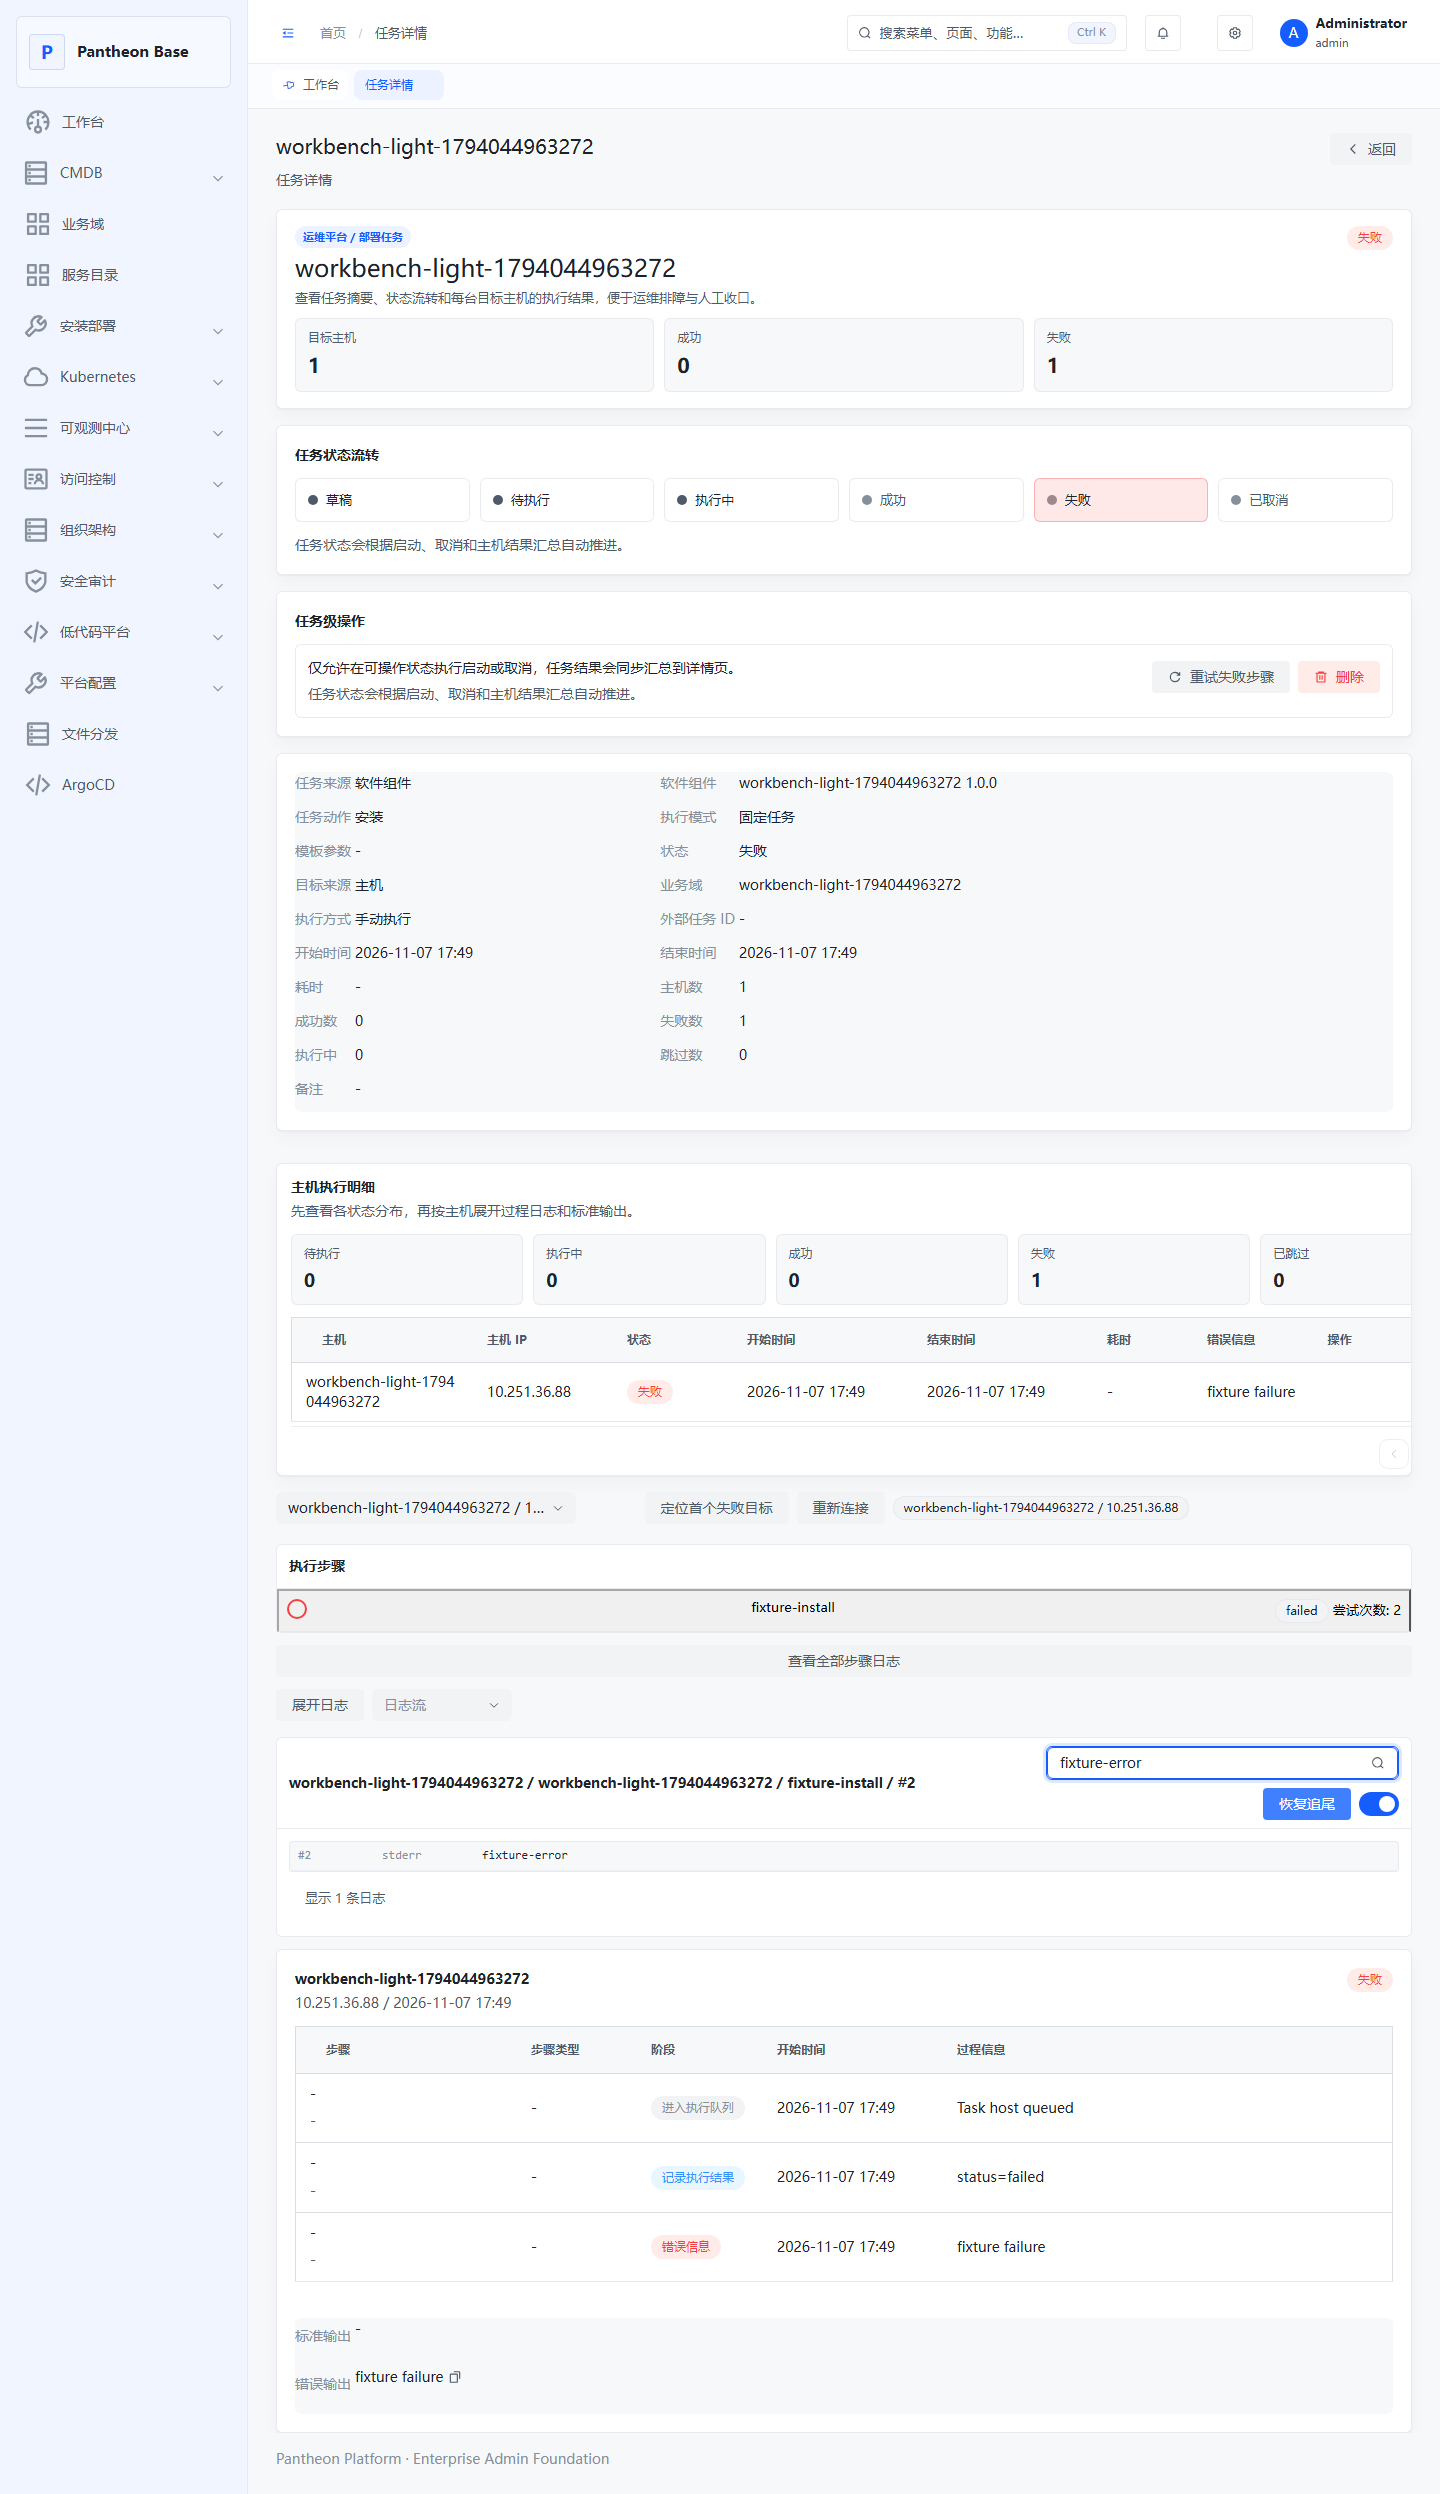 P Pantheon Base
工作台
CMDB
业务域
服务目录
安装部署
Kubernetes
可观测中心
访问控制
组织架构
安全审计
低代码平台
平台配置
文件分发
ArgoCD
首页 / 任务详情
搜索菜单、页面、功能... Ctrl K
A Administrator
admin
工作台 任务详情
workbench-light-1794044963272
任务详情
返回
运维平台 / 部署任务
失败
workbench-light-1794044963272
查看任务摘要、状态流转和每台目标主机的执行结果，便于运维排障与人工收口。
目标主机 成功 失败
1 0 1
任务状态流转
草稿 待执行 执行中 成功 失败 已取消
任务状态会根据启动、取消和主机结果汇总自动推进。
任务级操作
仅允许在可操作状态执行启动或取消，任务结果会同步汇总到详情页。
任务状态会根据启动、取消和主机结果汇总自动推进。
重试失败步骤 删除
任务来源 软件组件 软件组件 workbench-light-1794044963272 1.0.0
任务动作 安装 执行模式 固定任务
模板参数 - 状态 失败
目标来源 主机 业务域 workbench-light-1794044963272
执行方式 手动执行 外部任务 ID -
开始时间 2026-11-07 17:49 结束时间 2026-11-07 17:49
耗时 - 主机数 1
成功数 0 失败数 1
执行中 0 跳过数 0
备注 -
主机执行明细
先查看各状态分布，再按主机展开过程日志和标准输出。
待执行 执行中 成功 失败 已跳过
0 0 0 1 0
主机 主机 IP 状态 开始时间 结束时间 耗时 错误信息 操作
workbench-light-1794
044963272
10.251.36.88 失败 2026-11-07 17:49 2026-11-07 17:49 - fixture failure
workbench-light-1794044963272 / 1... 定位首个失败目标 重新连接 workbench-light-1794044963272 / 10.251.36.88
执行步骤
fixture-install failed 尝试次数: 2
查看全部步骤日志
展开日志 日志流
fixture-error
workbench-light-1794044963272 / workbench-light-1794044963272 / fixture-install / #2
恢复追尾
#2 stderr fixture-error
显示 1 条日志
workbench-light-1794044963272
失败
10.251.36.88 / 2026-11-07 17:49
步骤 步骤类型 阶段 开始时间 过程信息
-
- - 进入执行队列 2026-11-07 17:49 Task host queued
-
- - 记录执行结果 2026-11-07 17:49 status=failed
-
- - 错误信息 2026-11-07 17:49 fixture failure
标准输出 -
错误输出 fixture failure
Pantheon Platform · Enterprise Admin Foundation